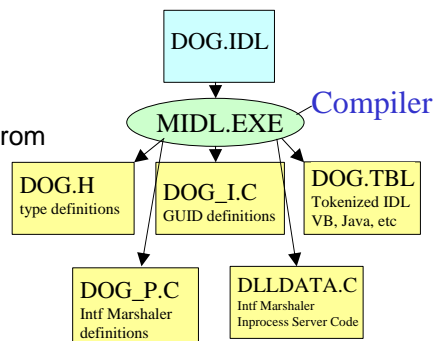 DOG.IDL
Compiler
MIDL.EXE
rom
DOG.H
type definitions
DOG_I.C
GUID definitions
DOG.TBL
Tokenized IDL
VB, Java, etc
DOG_P.C
Intf Marshaler
definitions
DLLDATA.C
Intf Marshaler
Inprocess Server Code